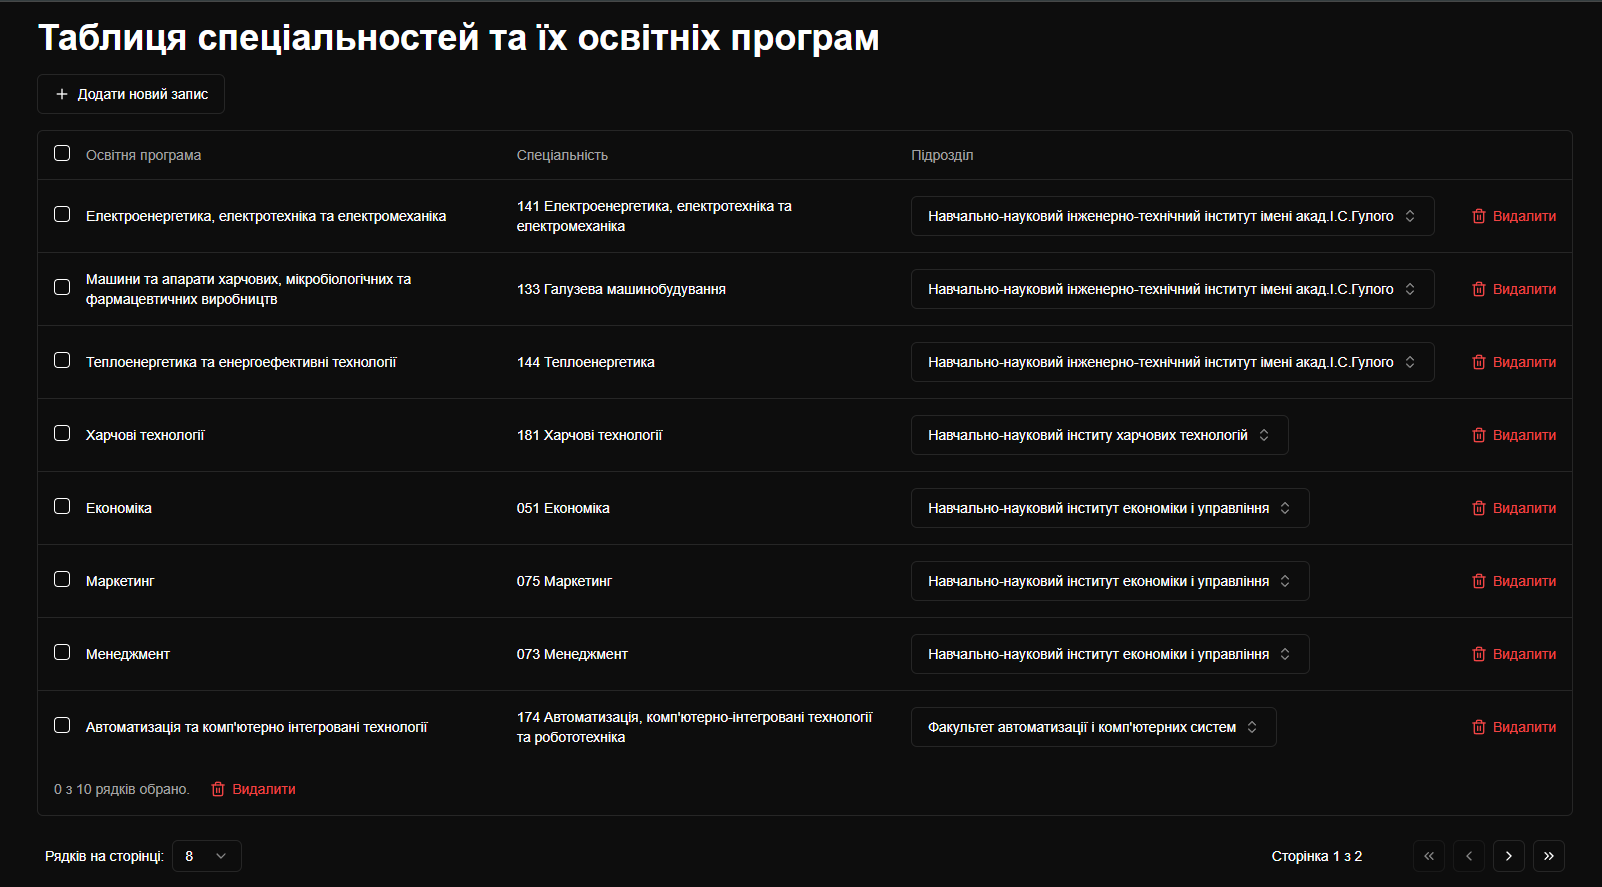 Таблиця спеціальностей та їх освітніх програм
Додати новий запис
Освітня програма Спеціальність Підрозділ
Електроенергетика, електротехніка та електромеханіка
141 Електроенергетика, електротехніка та
електромеханіка
Навчально-науковий інженерно-технічний інститут імені акад.І.С.Гулого
Видалити
Машини та апарати харчових, мікробіологічних та
фармацевтичних виробництв
133 Галузева машинобудування
Навчально-науковий інженерно-технічний інститут імені акад.І.С.Гулого
Видалити
Теплоенергетика та енергоефективні технології
144 Теплоенергетика
Навчально-науковий інженерно-технічний інститут імені акад.І.С.Гулого
Видалити
Харчові технології
181 Харчові технології
Навчально-науковий інститу харчових технологій
Видалити
Економіка
051 Економіка
Навчально-науковий інститут економіки і управління
Видалити
Маркетинг
075 Маркетинг
Навчально-науковий інститут економіки і управління
Видалити
Менеджмент
073 Менеджмент
Навчально-науковий інститут економіки і управління
Видалити
Автоматизація та комп'ютерно інтегровані технології
174 Автоматизація, комп'ютерно-інтегровані технології
та робототехніка
Факультет автоматизації і комп'ютерних систем
Видалити
0 з 10 рядків обрано. Видалити
Рядків на сторінці: 8 Сторінка 1 з 2